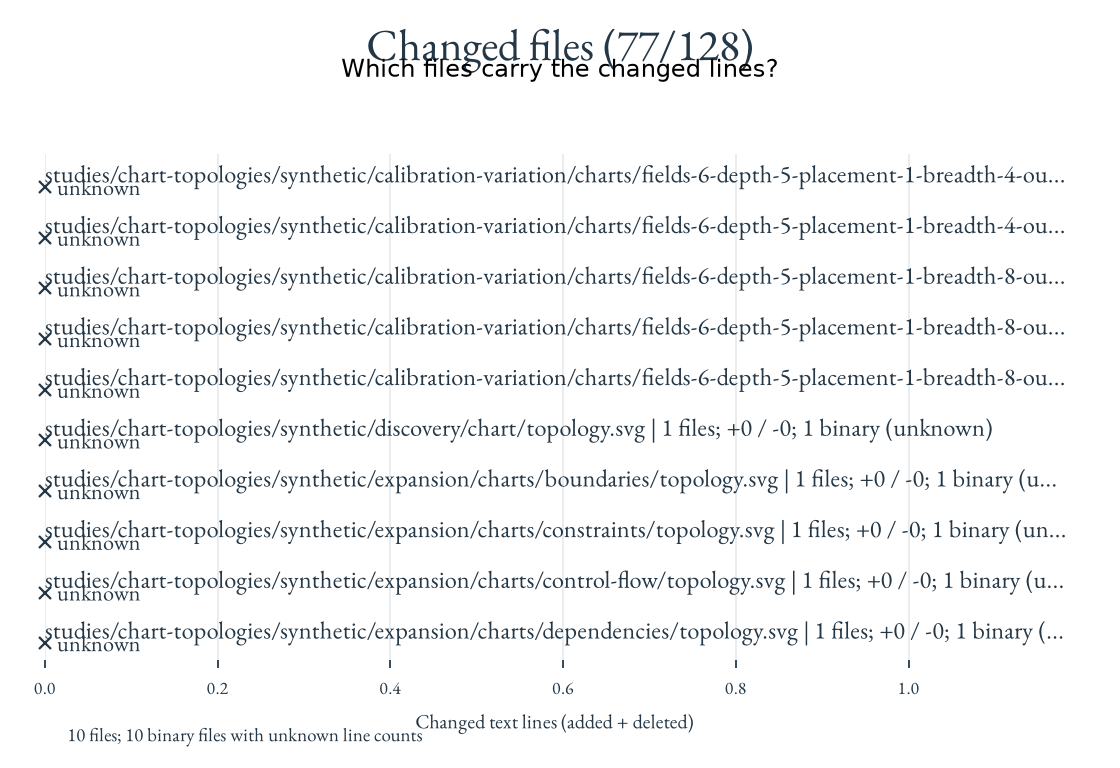 Changed files (77/128)
Which files carry the changed lines?
studies/chart-topologies/synthetic/calibration-variation/charts/fields-6-depth-5-placement-1-breadth-4-ou...
unknown
studies/chart-topologies/synthetic/calibration-variation/charts/fields-6-depth-5-placement-1-breadth-4-ou...
unknown
studies/chart-topologies/synthetic/calibration-variation/charts/fields-6-depth-5-placement-1-breadth-8-ou...
unknown
studies/chart-topologies/synthetic/calibration-variation/charts/fields-6-depth-5-placement-1-breadth-8-ou...
unknown
studies/chart-topologies/synthetic/calibration-variation/charts/fields-6-depth-5-placement-1-breadth-8-ou...
unknown
studies/chart-topologies/synthetic/discovery/chart/topology.svg | 1 files; +0 / -0; 1 binary (unknown)
unknown
studies/chart-topologies/synthetic/expansion/charts/boundaries/topology.svg | 1 files; +0 / -0; 1 binary (u...
unknown
studies/chart-topologies/synthetic/expansion/charts/constraints/topology.svg | 1 files; +0 / -0; 1 binary (un...
unknown
studies/chart-topologies/synthetic/expansion/charts/control-flow/topology.svg | 1 files; +0 / -0; 1 binary (u...
unknown
studies/chart-topologies/synthetic/expansion/charts/dependencies/topology.svg | 1 files; +0 / -0; 1 binary (...
unknown
0.0 0.2 0.4 0.6 0.8 1.0
Changed text lines (added + deleted)
10 files; 10 binary files with unknown line counts